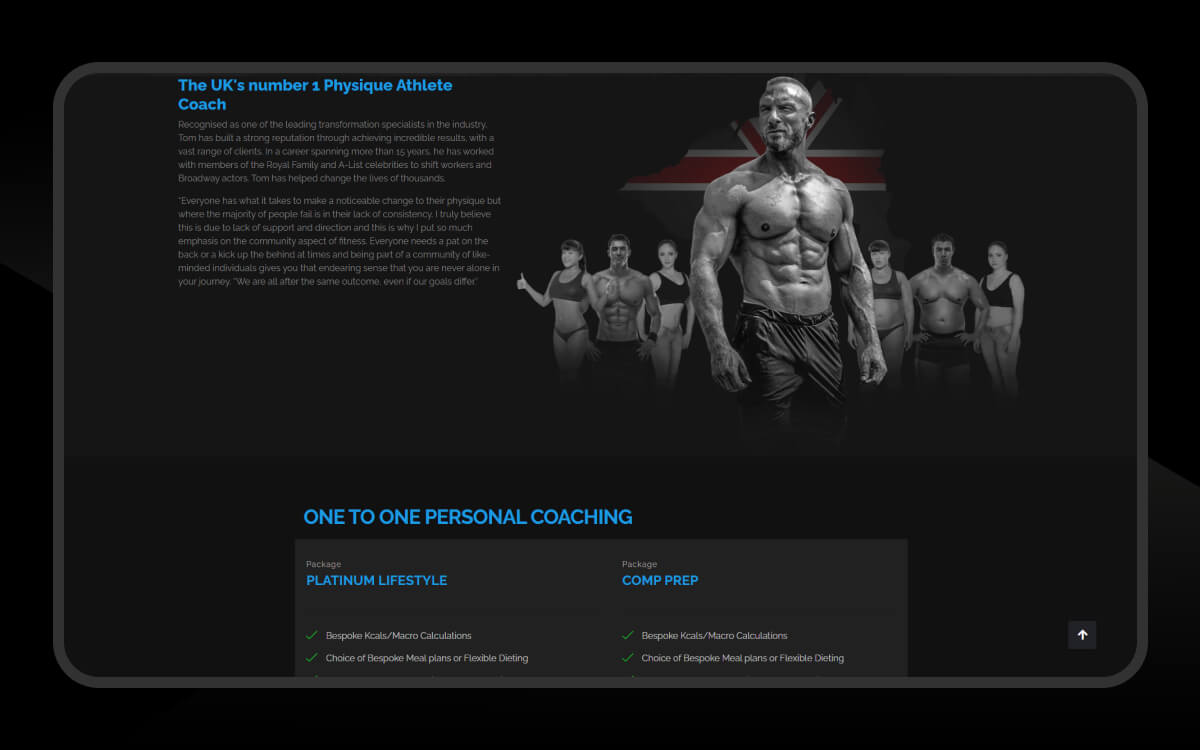 The UK's number 1 Physique Athlete
Coach
Recognised as one of the leading transformation specialists in the industry,
Tom has built a strong reputation through achieving incredible results, with a
vast range of clients. In a career spanning more than 15 years, he has worked
with members of the Royal Family and A-List celebrities to shift workers and
Broadway actors. Tom has helped change the lives of thousands.
"Everyone has what it takes to make a noticeable change to their physique but
where the majority of people fail is in their lack of consistency. I truly believe
this is due to lack of support and direction and this is why I put so much
emphasis on the community aspect of fitness. Everyone needs a pat on the
back or a kick up the behind at times and being part of a community of like-
minded individuals gives you that endearing sense that you are never alone in
your journey. "We are all after the same outcome, even if our goals differ."
ONE TO ONE PERSONAL COACHING
Package
PLATINUM LIFESTYLE
Bespoke Kcals/Macro Calculations
Choice of Bespoke Meal plans or Flexible Dieting
Package
COMP PREP
Bespoke Kcals/Macro Calculations
Choice of Bespoke Meal plans or Flexible Dieting